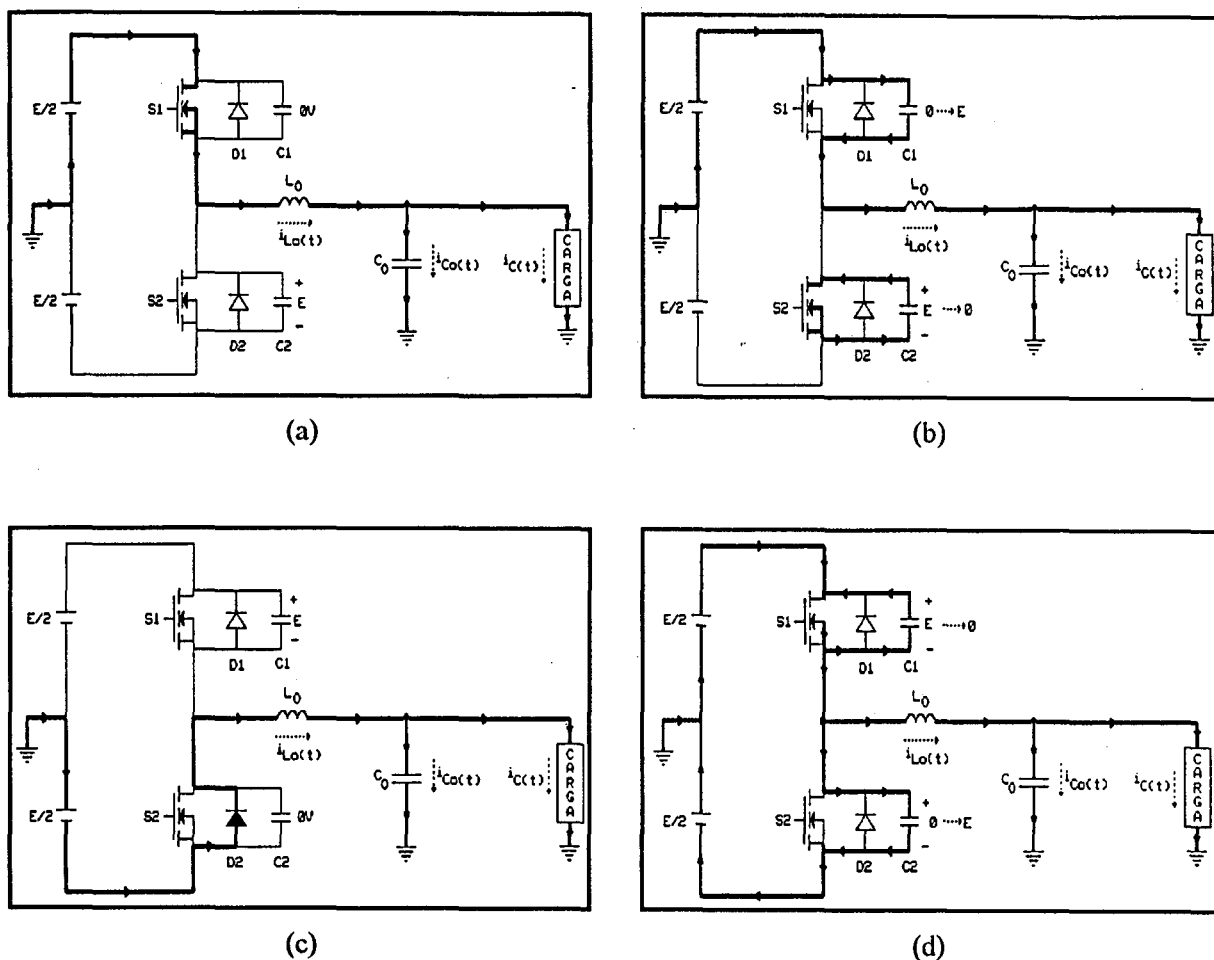 E/2
S1
D1
C1
0V
L0
iLo(t)
E/2
S2
D2
C2
+
E
-
C0
iCo(t)
iC(t)
CARGA
(a)
E/2
S1
D1
C1
0 ····→E
L0
iLo(t)
E/2
S2
D2
C2
+
E ····→0
-
C0
iCo(t)
iC(t)
CARGA
(b)
E/2
S1
D1
C1
+
E
-
L0
iLo(t)
E/2
S2
D2
C2
0V
C0
iCo(t)
iC(t)
CARGA
(c)
E/2
S1
D1
C1
+
E ····→0
-
L0
iLo(t)
E/2
S2
D2
C2
+
0 ····→E
-
C0
iCo(t)
iC(t)
CARGA
(d)